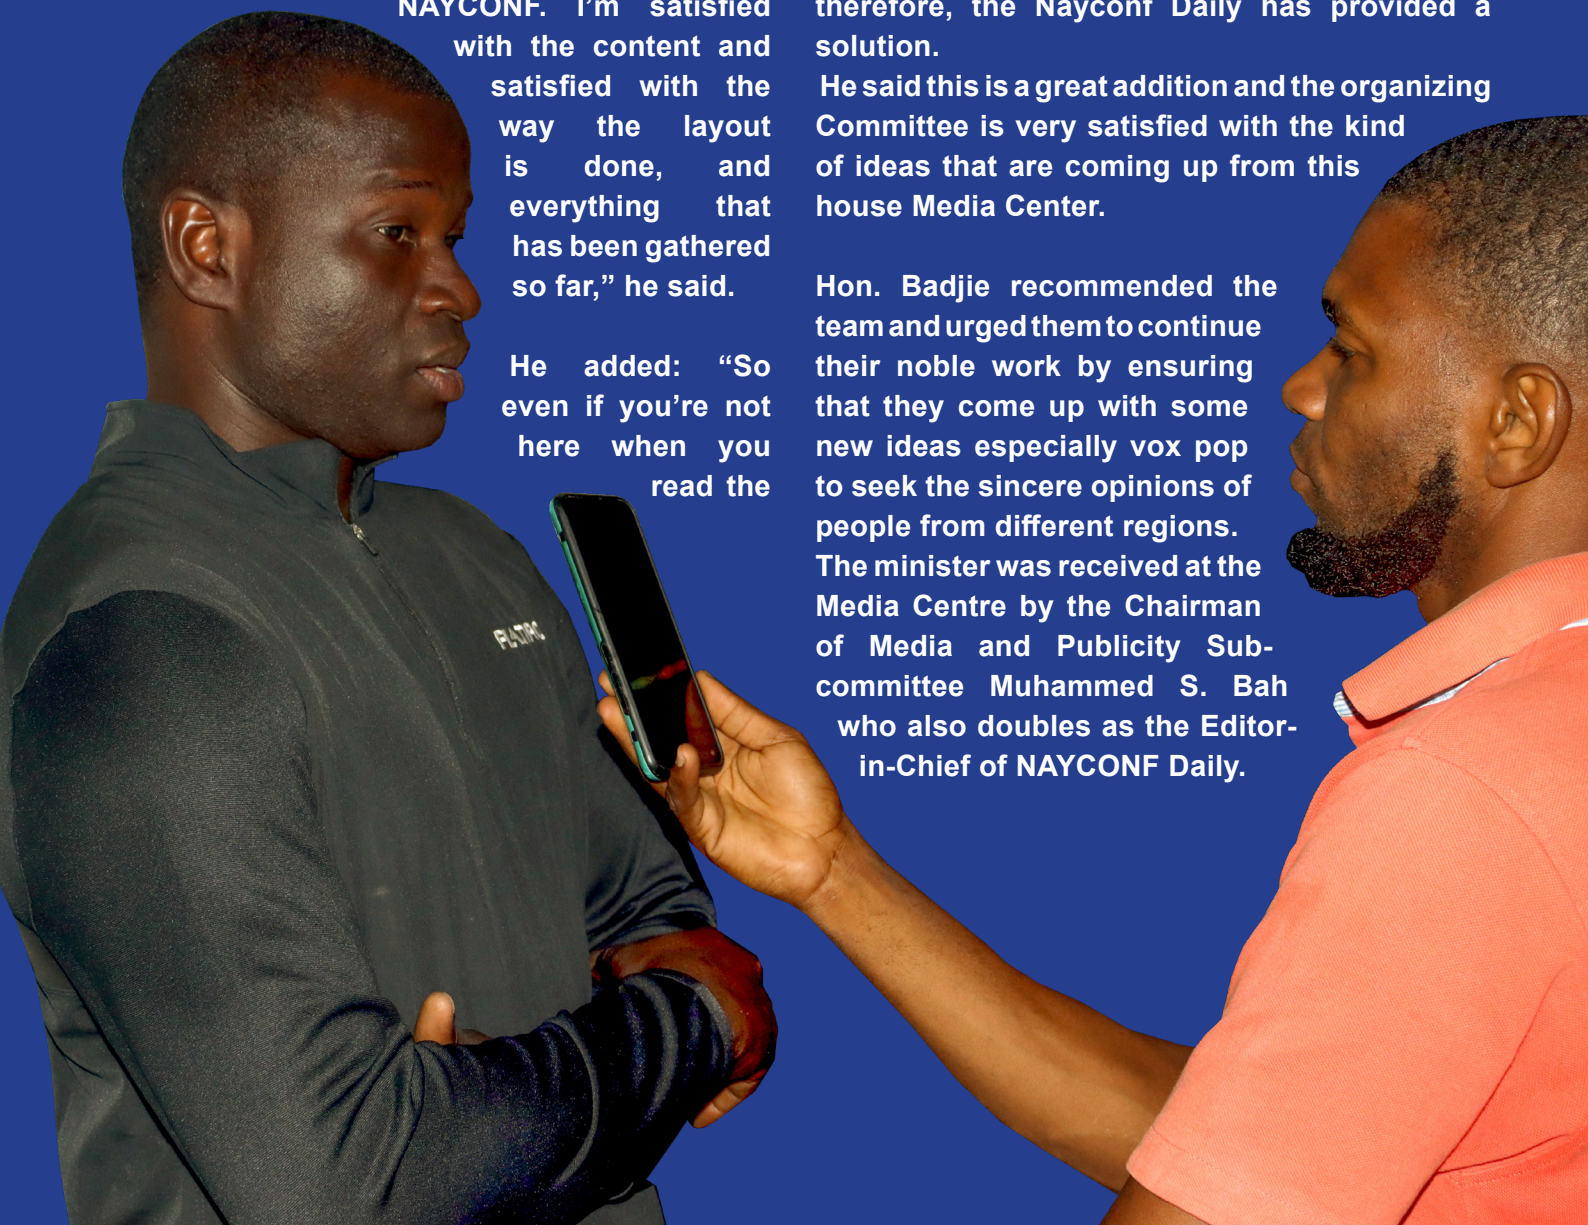 NAYCONF. I’m satisfied
with the content and
satisfied with the
way the layout
is done, and
everything that
has been gathered
so far,” he said.
He added: “So
even if you’re not
here when you
read the
therefore, the Nayconf Daily has provided a
solution.
He said this is a great addition and the organizing
Committee is very satisfied with the kind
of ideas that are coming up from this
house Media Center.
Hon. Badjie recommended the
team and urged them to continue
their noble work by ensuring
that they come up with some
new ideas especially vox pop
to seek the sincere opinions of
people from different regions.
The minister was received at the
Media Centre by the Chairman
of Media and Publicity Sub-
committee Muhammed S. Bah
who also doubles as the Editor-
in-Chief of NAYCONF Daily.